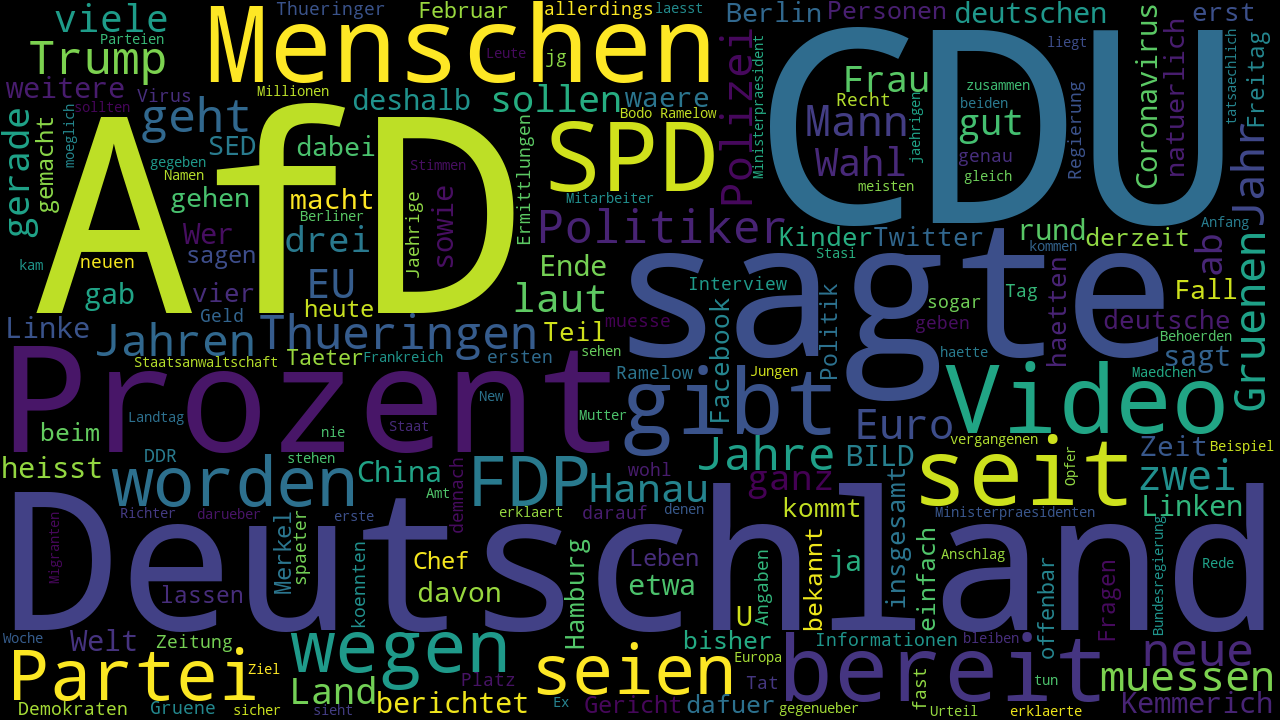 viele
Thueringer
Februar
allerdings
laesst
Berlin
Personen
deutschen
erst
Parteien
Trump
Menschen
Leute
jg
Polizei
CDU
liegt
Coronavirus
natuerlich
tatsaechlich
Freitag
weitere
Virus
sollten
Millionen
deshalb
sollen
waere
Ministerpraesident
Frau
Recht
zusammen
beiden
Regierung
gerade
gemacht
moeglich
geht
AfD
SED
dabei
SPD
Bodo Ramelow
Mann
jaehrigen
gut
Jahr
gegeben
Namen
Stimmen
Ermittlungen
Wahl
genau
gleich
meisten
gehen
macht
Jaehrige
sowie
Mitarbeiter
Berliner
Politiker
Wer
drei
Kinder
Twitter
rund
derzeit
Anfang
kommen
ab
Gruenen
kam
neuen
sagen
Stasi
Ende
sagte
gab
vier
EU
Geld
heute
laut
Interview
Facebook
Politik
sogar
geben
Tag
haetten
Fall
deutsche
Linke
Jahren
Thueringen
Teil
muesse
Behoerden
Staatsanwaltschaft
Taeter
Frankreich
ersten
sehen
haette
sagt
Prozent
New
Ramelow
Jungen
Maedchen
gibt
Video
beim
Landtag
nie
Staat
Mutter
Euro
vergangenen
Zeit
Beispiel
heisst
DDR
stehen
China
demnach
FDP
Hanau
wohl
Jahre
ganz
BILD
seit
Opfer
zwei
worden
Amt
Linken
Deutschland
Migranten
Richter
darueber
Merkel
spaeter
erste
erklaert
darauf
denen
kommt
insgesamt
Ministerpraesidenten
koennten
Chef
Hamburg
Leben
bekannt
ja
einfach
Anschlag
Bundesregierung
Rede
lassen
davon
etwa
Angaben
U
offenbar
Fragen
Woche
Welt
Zeitung
wegen
bisher
Informationen
bleiben
neue
Partei
Ziel
seien
Europa
bereit
tun
muessen
Land
berichtet
Platz
Tat
fast
Demokraten
Gruene
sicher
sieht
Ex
Gericht
dafuer
gegenueber
Urteil
erklaerte
Kemmerich